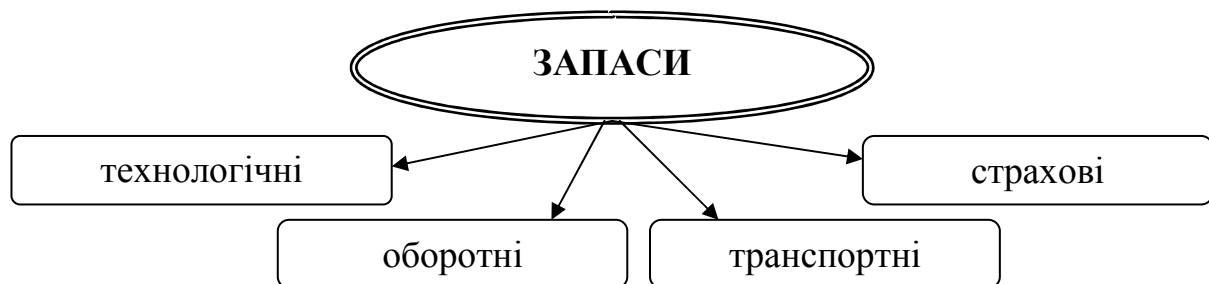 ЗАПАСИ
технологічні
страхові
оборотні
транспортні